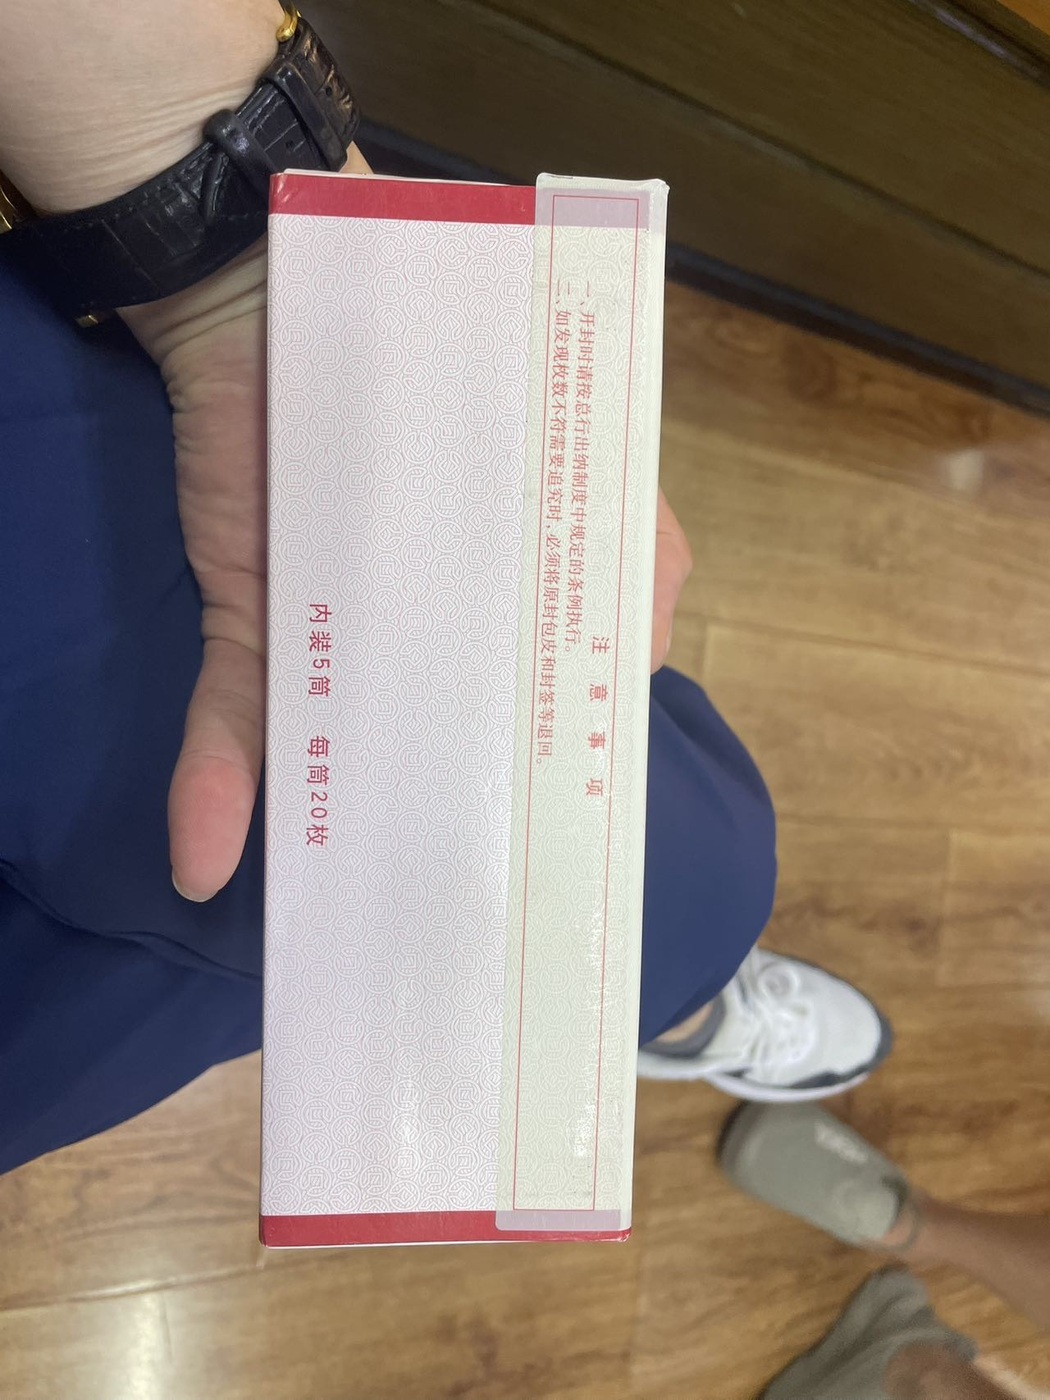 注意事项
一、开封时请按总行出纳制度中规定的条例执行。
二、如发现枚数不符需要追究时，必须将原封包皮和封签等退回。
内装5筒 每筒20枚